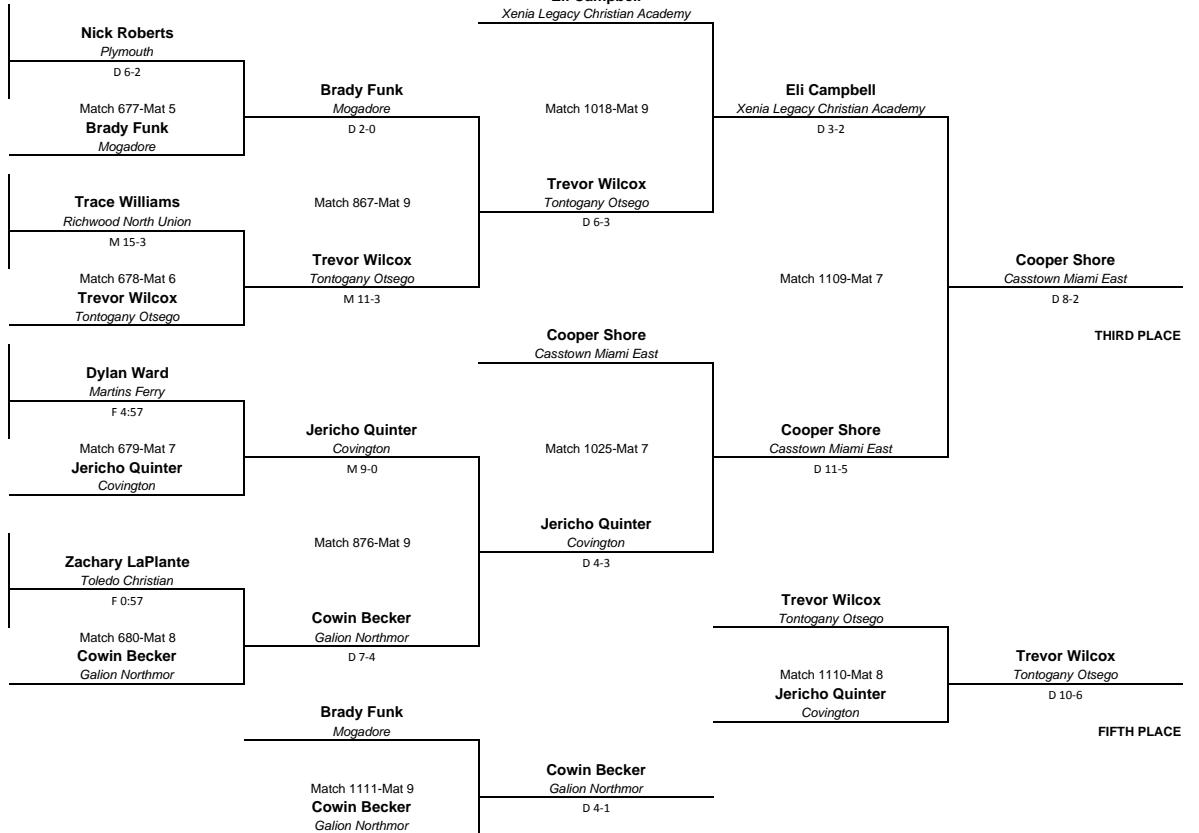 Eli Campbell
Xenia Legacy Christian Academy
Nick Roberts
Plymouth
D 6-2
Match 677-Mat 5
Brady Funk
Mogadore
Trace Williams
Richwood North Union
M 15-3
Match 678-Mat 6
Trevor Wilcox
Tontogany Otsego
Dylan Ward
Martins Ferry
F 4:57
Match 679-Mat 7
Jericho Quinter
Covington
Zachary LaPlante
Toledo Christian
F 0:57
Match 680-Mat 8
Cowin Becker
Galion Northmor
Brady Funk
Mogadore
D 2-0
Match 867-Mat 9
Trevor Wilcox
Tontogany Otsego
M 11-3
Jericho Quinter
Covington
M 9-0
Match 876-Mat 9
Cowin Becker
Galion Northmor
D 7-4
Brady Funk
Mogadore
Match 1111-Mat 9
Cowin Becker
Galion Northmor
Match 1018-Mat 9
Trevor Wilcox
Tontogany Otsego
D 6-3
Cooper Shore
Casstown Miami East
Match 1025-Mat 7
Jericho Quinter
Covington
D 4-3
Cowin Becker
Galion Northmor
D 4-1
Eli Campbell
Xenia Legacy Christian Academy
D 3-2
Match 1109-Mat 7
Cooper Shore
Casstown Miami East
D 11-5
Trevor Wilcox
Tontogany Otsego
Match 1110-Mat 8
Jericho Quinter
Covington
Cooper Shore
Casstown Miami East
D 8-2
THIRD PLACE
Trevor Wilcox
Tontogany Otsego
D 10-6
FIFTH PLACE